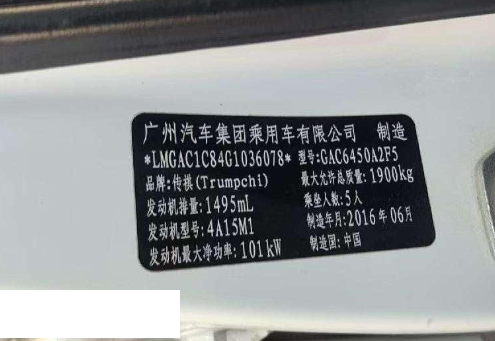 广州汽车集团乘用车有限公司 制造
*LMGAC1C84G1036078* 型号:GAC6450A2F5
品牌:传祺(Trumpchi) 最大允许总质量:1900kg
发动机排量:1495mL 乘坐人数:5人
发动机型号:4A15M1 制造年月:2016年06月
发动机最大净功率:101kW 制造国:中国